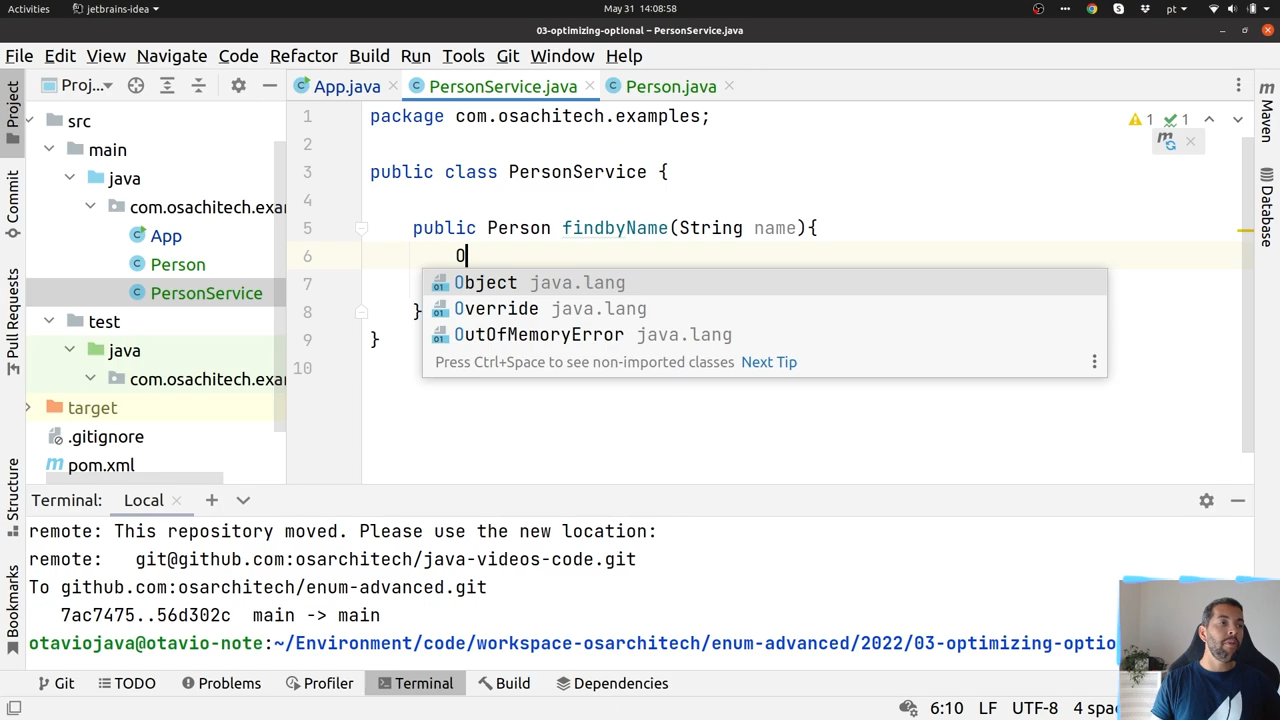 Activities jetbrains-idea May 31 14:08:58 pt
03-optimizing-optional – PersonService.java
File Edit View Navigate Code Refactor Build Run Tools Git Window Help
Proj... App.java PersonService.java Person.java
Project
Commit
Pull Requests
Structure
Bookmarks
src
main
java
com.osachitech.exa
App
Person
PersonService
test
java
com.osachitech.exa
target
.gitignore
pom.xml
1 package com.osachitech.examples;
2
3 public class PersonService {
4
5 public Person findbyName(String name){
6 O
7
8 }
9 }
10
1 1
Object java.lang
Override java.lang
OutOfMemoryError java.lang
Press Ctrl+Space to see non-imported classes Next Tip
Maven
Database
Terminal: Local
remote: This repository moved. Please use the new location:
remote: git@github.com:osarchitech/java-videos-code.git
To github.com:osarchitech/enum-advanced.git
7ac7475..56d302c main -> main
otaviojava@otavio-note:~/Environment/code/workspace-osarchitech/enum-advanced/2022/03-optimizing-optio
Git TODO Problems Profiler Terminal Build Dependencies
6:10 LF UTF-8 4 spac